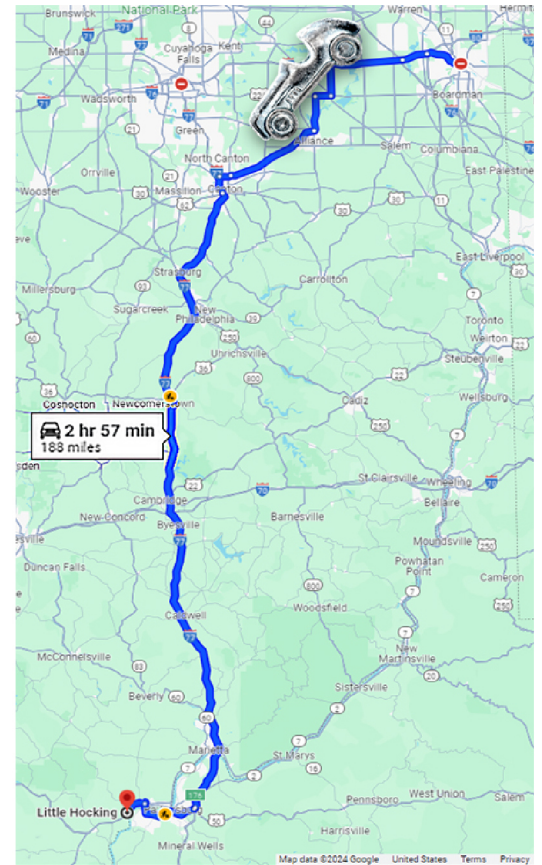 National Park
Brunswick
Medina
Cuyahoga
Falls
Kent
Warren
Wadsworth
Green
Boardman
North Canton
Alliance
Salem
Columbiana
East Palestine
Orrville
Wooster
Massillon
Strasburg
Carrollton
East Liverpool
Millersburg
Sugarcreek
New
Philadelphia
Toronto
Weirton
Uhrichsville
Steubenville
Coshocton
Newcomerstown
Cadiz
Wellsburg
2 hr 57 min
188 miles
St Clairsville
Wheeling
Cambridge
New Concord
Byesville
Barnesville
Bellaire
Moundsville
Duncan Falls
Powhatan
Point
Cameron
Caldwell
Woodsfield
McConnelsville
New
Martinsville
Beverly
Sistersville
Marietta
St Marys
Little Hocking
Pennsboro
West Union
Salem
Harrisville
Mineral Wells
Map data ©2024 Google United States Terms Privacy